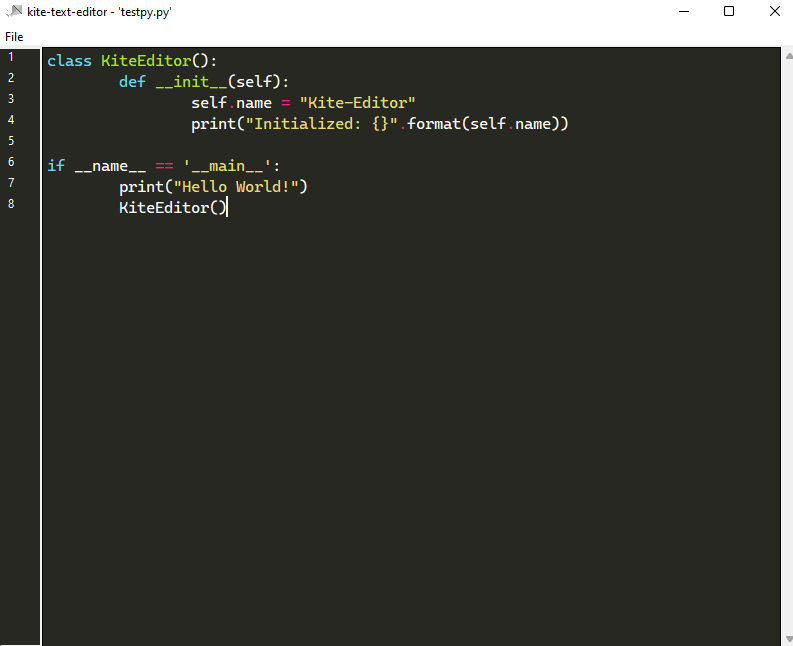 kite-text-editor - 'testpy.py'
File
1 class KiteEditor():
2 def __init__(self):
3 self.name = "Kite-Editor"
4 print("Initialized: {}".format(self.name))
5
6 if __name__ == '__main__':
7 print("Hello World!")
8 KiteEditor()